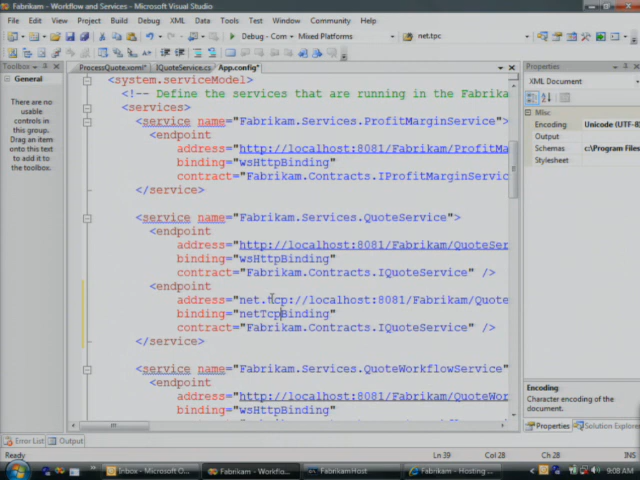 Fabrikam - Workflow and Services - Microsoft Visual Studio
File Edit View Project Build Debug XML Data Tools Test Window Community Help
Debug - Com Mixed Platforms net.tpc
Toolbox
ProcessQuote.xoml* IQuoteService.cs App.config*
General
There are no
usable
controls in
this group.
Drag an item
onto this text
to add it to
the toolbox.
<system.serviceModel>
<!-- Define the services that are running in the Fabrikam
<services>
<service name="Fabrikam.Services.ProfitMarginService">
<endpoint
address="http://localhost:8081/Fabrikam/ProfitMa
binding="wsHttpBinding"
contract="Fabrikam.Contracts.IProfitMarginServic
</service>
<service name="Fabrikam.Services.QuoteService">
<endpoint
address="http://localhost:8081/Fabrikam/QuoteSer
binding="wsHttpBinding"
contract="Fabrikam.Contracts.IQuoteService" />
<endpoint
address="net.tcp://localhost:8081/Fabrikam/Quote
binding="netTcpBinding"
contract="Fabrikam.Contracts.IQuoteService" />
</service>
<service name="Fabrikam.Services.QuoteWorkflowService"
<endpoint
address="http://localhost:8081/Fabrikam/QuoteWor
binding="wsHttpBinding"
Properties
XML Document
Misc
Encoding Unicode (UTF-8)
Output
Schemas c:\Program Files
Stylesheet
Encoding
Character encoding of the
document.
Properties Solution Explorer
Error List Output
Ready Ln 39 Col 28 Ch 28 INS
Inbox - Microsoft O... Fabrikam - Workflo... FabrikamHost Fabrikam - Hosting ... 9:08 AM